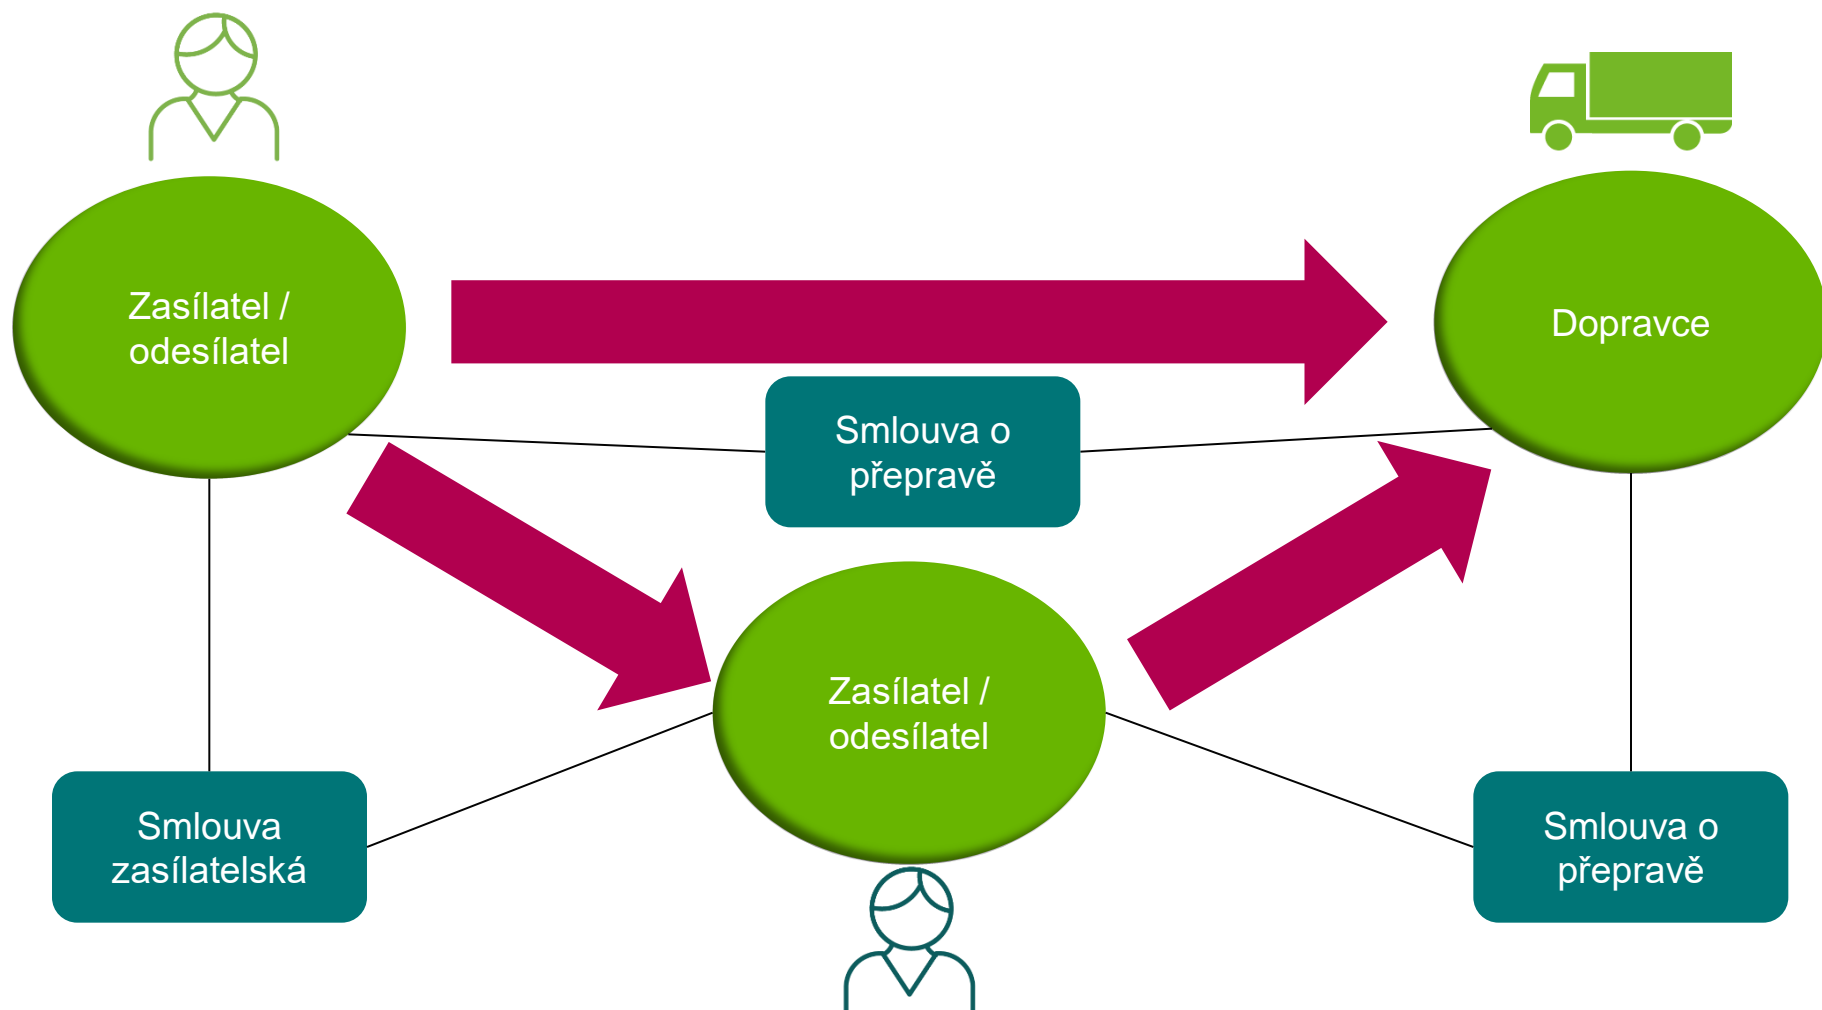 Zasílatel /
odesílatel
Dopravce
Smlouva o
přepravě
Zasílatel /
odesílatel
Smlouva
zasílatelská
Smlouva o
přepravě